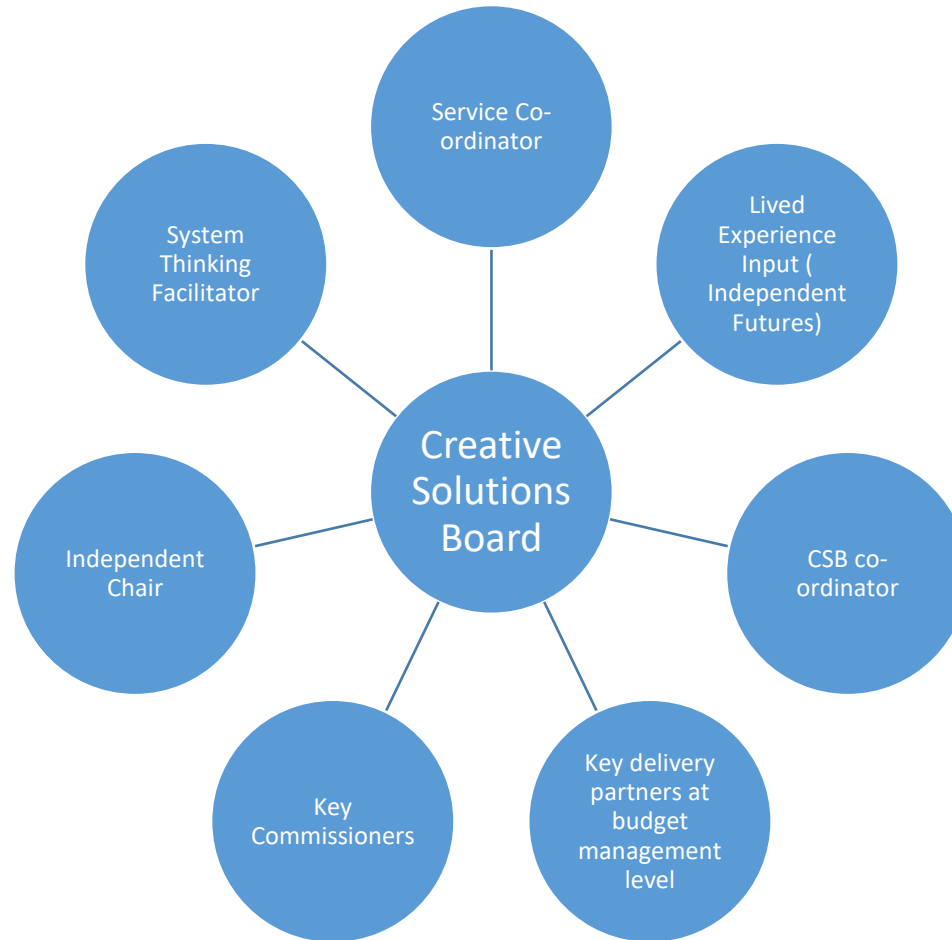 Service Co-
ordinator
Lived
Experience
Input (
Independent
Futures)
CSB co-
ordinator
Key delivery
partners at
budget
management
level
Key
Commissioners
Independent
Chair
System
Thinking
Facilitator
Creative
Solutions
Board